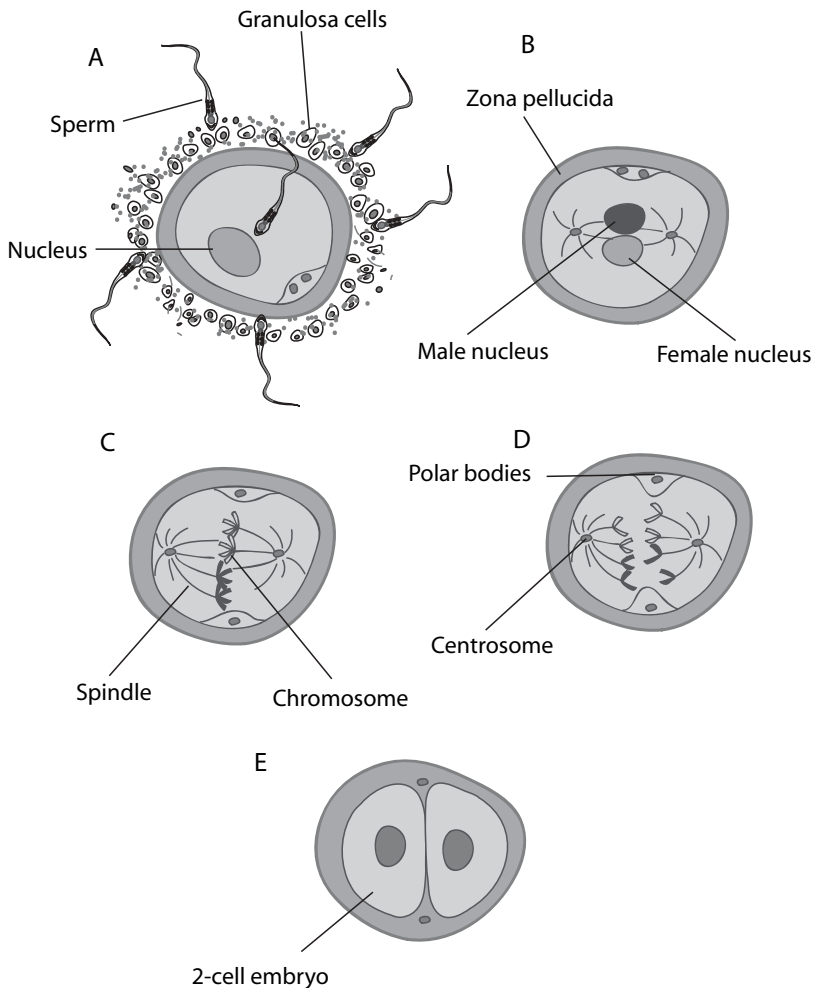 Granulosa cells
A
B
Sperm
Zona pellucida
Nucleus
Male nucleus
Female nucleus
C
D
Polar bodies
Centrosome
Spindle
Chromosome
E
2-cell embryo